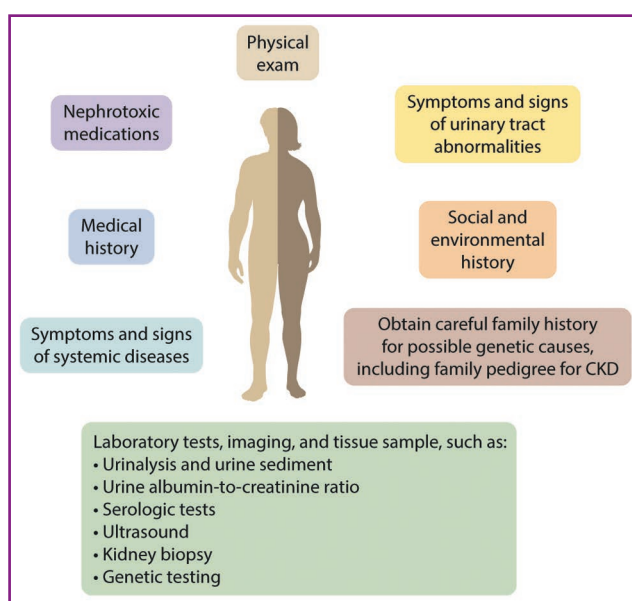 Physical
exam
Nephrotoxic
medications
Symptoms and signs
of urinary tract
abnormalities
Medical
history
Social and
environmental
history
Symptoms and signs
of systemic diseases
Obtain careful family history
for possible genetic causes,
including family pedigree for CKD
Laboratory tests, imaging, and tissue sample, such as:
• Urinalysis and urine sediment
• Urine albumin-to-creatinine ratio
• Serologic tests
• Ultrasound
• Kidney biopsy
• Genetic testing